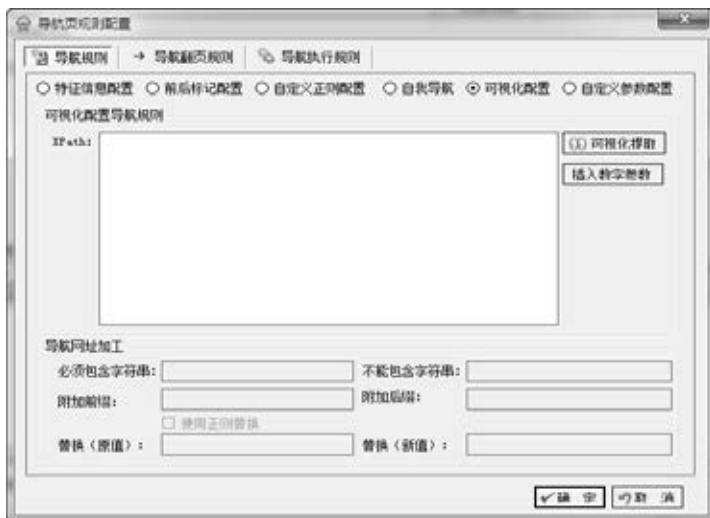 导航页规则配置
导航规则 导航翻页规则 导航执行规则
特征信息配置 前后标记配置 自定义正则配置 自我导航 可视化配置 自定义参数配置
可视化配置导航规则
XPath: 可视化提取
插入数字参数
导航网址加工
必须包含字符串: 不能包含字符串:
附加前缀: 附加后缀:
使用正则替换
替换（原值）: 替换（新值）:
确 定 取 消